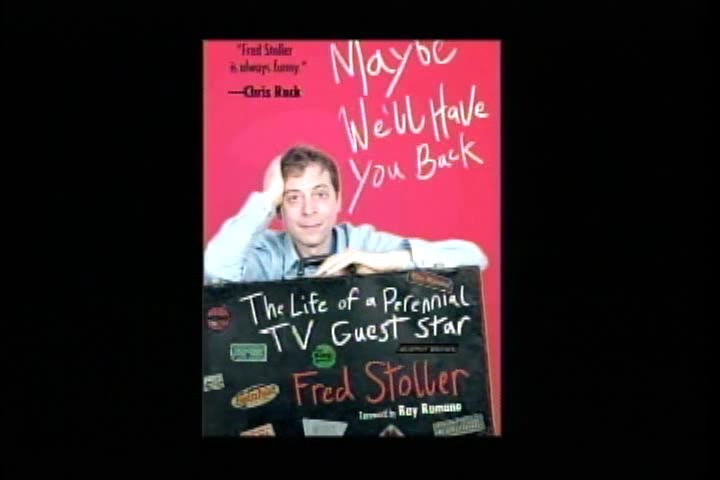 "Fred Stoller
is always funny."
—Chris Rock
Maybe
We'll Have
You Back
The Life of a Perennial
TV Guest Star
Fred Stoller
Foreword by Ray Romano